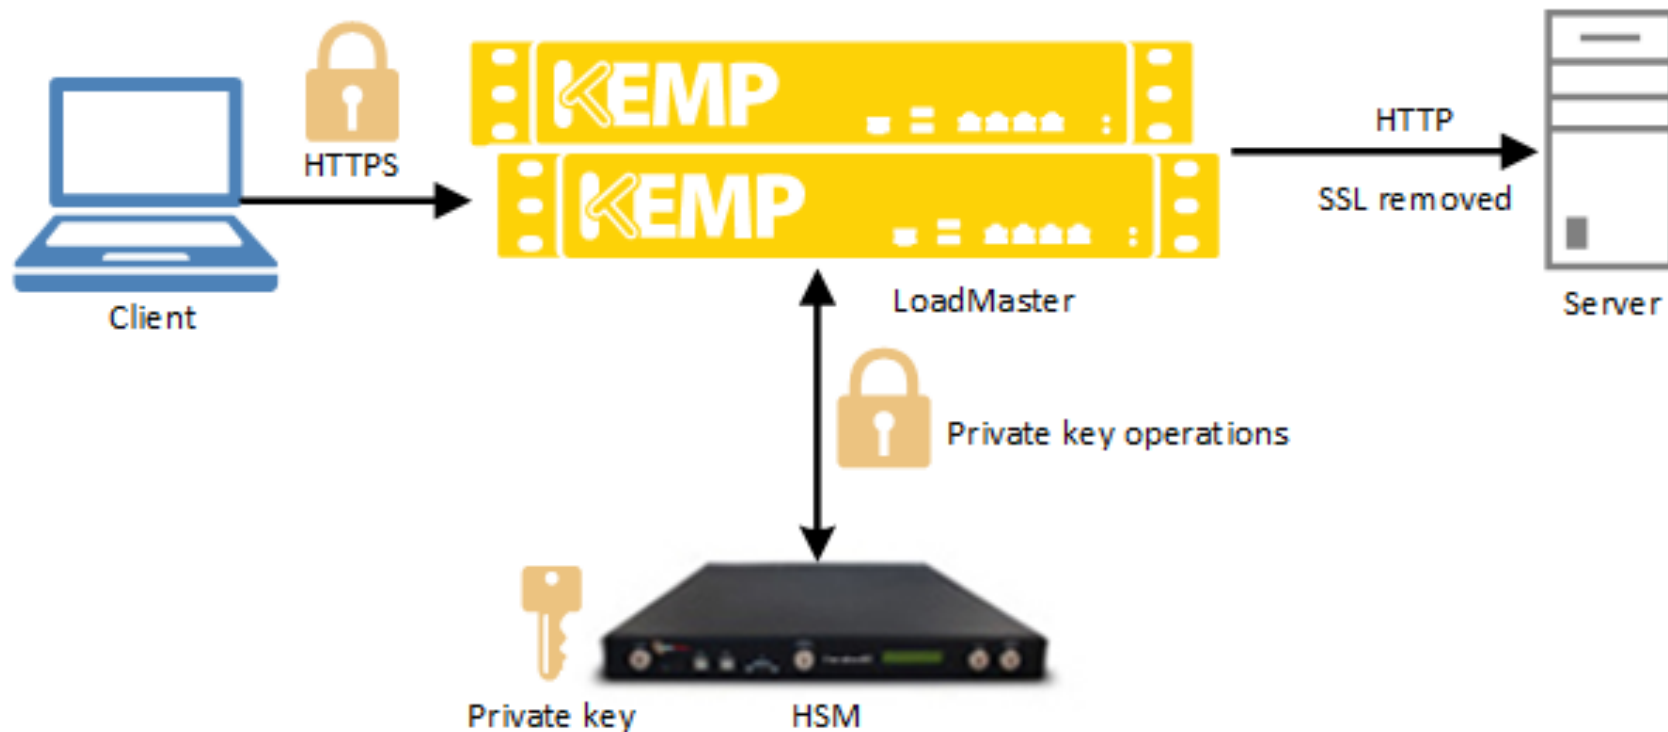 KEMP
HTTPS
KEMP
HTTP
SSL removed
LoadMaster
Client
Server
Private key operations
Private key
HSM